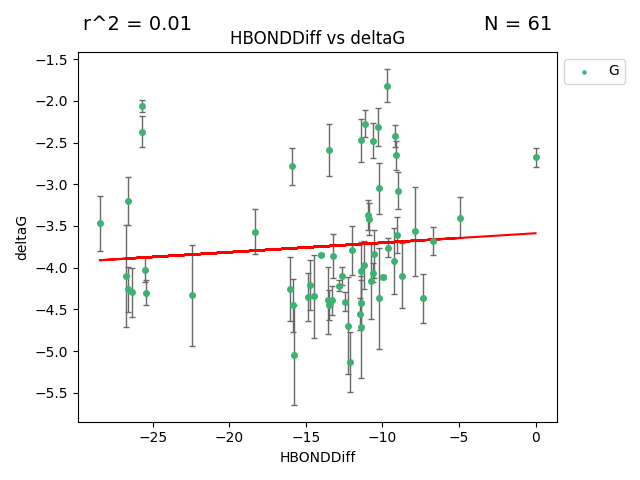 r^2 = 0.01
N = 61
HBONDDiff vs deltaG
G
−1.5
−2.0
−2.5
−3.0
−3.5
−4.0
−4.5
−5.0
−5.5
deltaG
−25
−20
−15
−10
−5
0
HBONDDiff